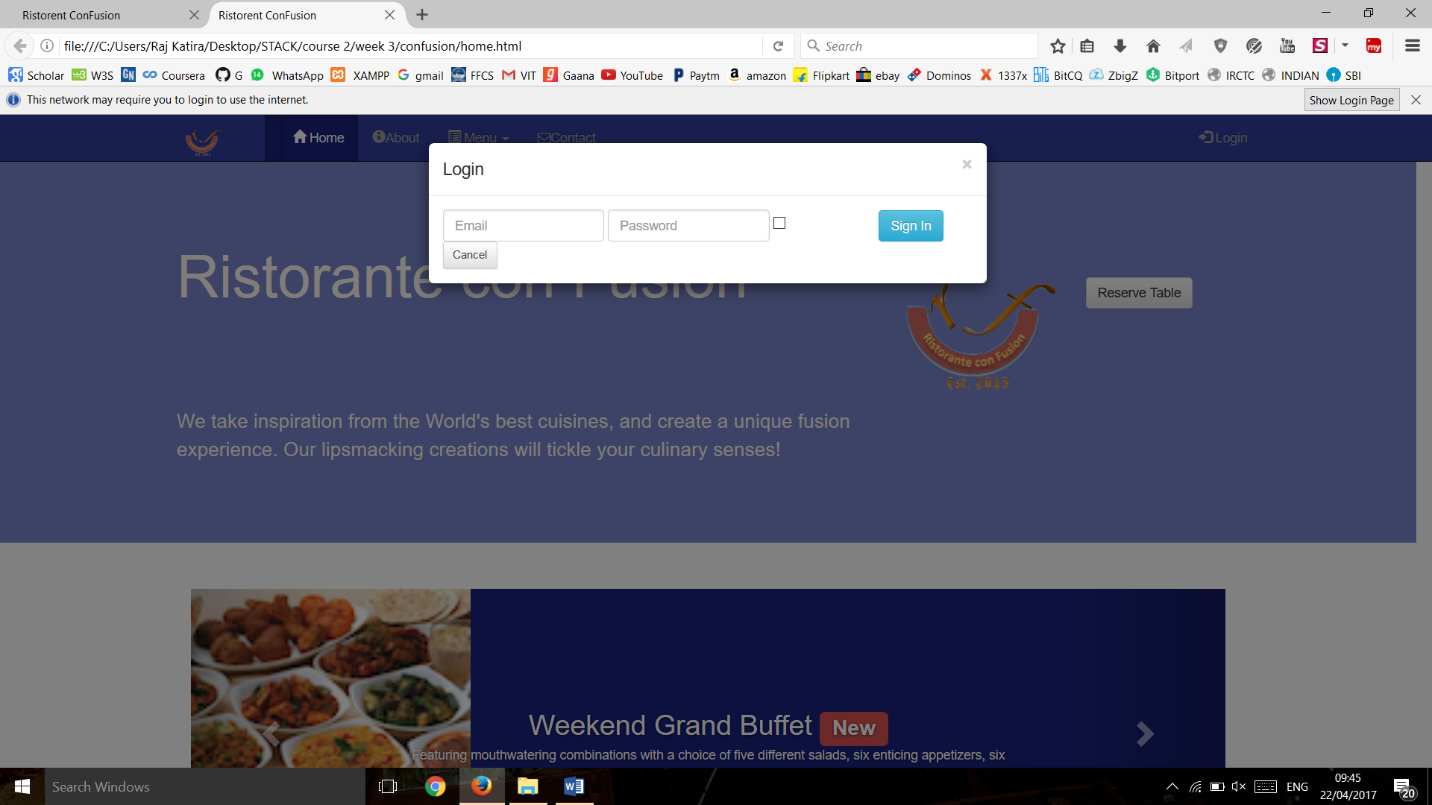 Ristorent ConFusion
Ristorent ConFusion
file:///C:/Users/Raj Katira/Desktop/STACK/course 2/week 3/confusion/home.html
Search
Scholar W3S GN Coursera G 14 WhatsApp XAMPP gmail FFCS VIT Gaana YouTube Paytm amazon Flipkart ebay Dominos 1337x BitCQ ZbigZ Bitport IRCTC INDIAN SBI
This network may require you to login to use the internet.
Show Login Page
Home About Menu Contact Login
Login
Email Password Sign In
Cancel
Ristorante con Fusion
Reserve Table
Ristorante con Fusion
Est. 2013
We take inspiration from the World's best cuisines, and create a unique fusion
experience. Our lipsmacking creations will tickle your culinary senses!
Weekend Grand Buffet New
Featuring mouthwatering combinations with a choice of five different salads, six enticing appetizers, six
Search Windows
ENG
09:45
22/04/2017
20